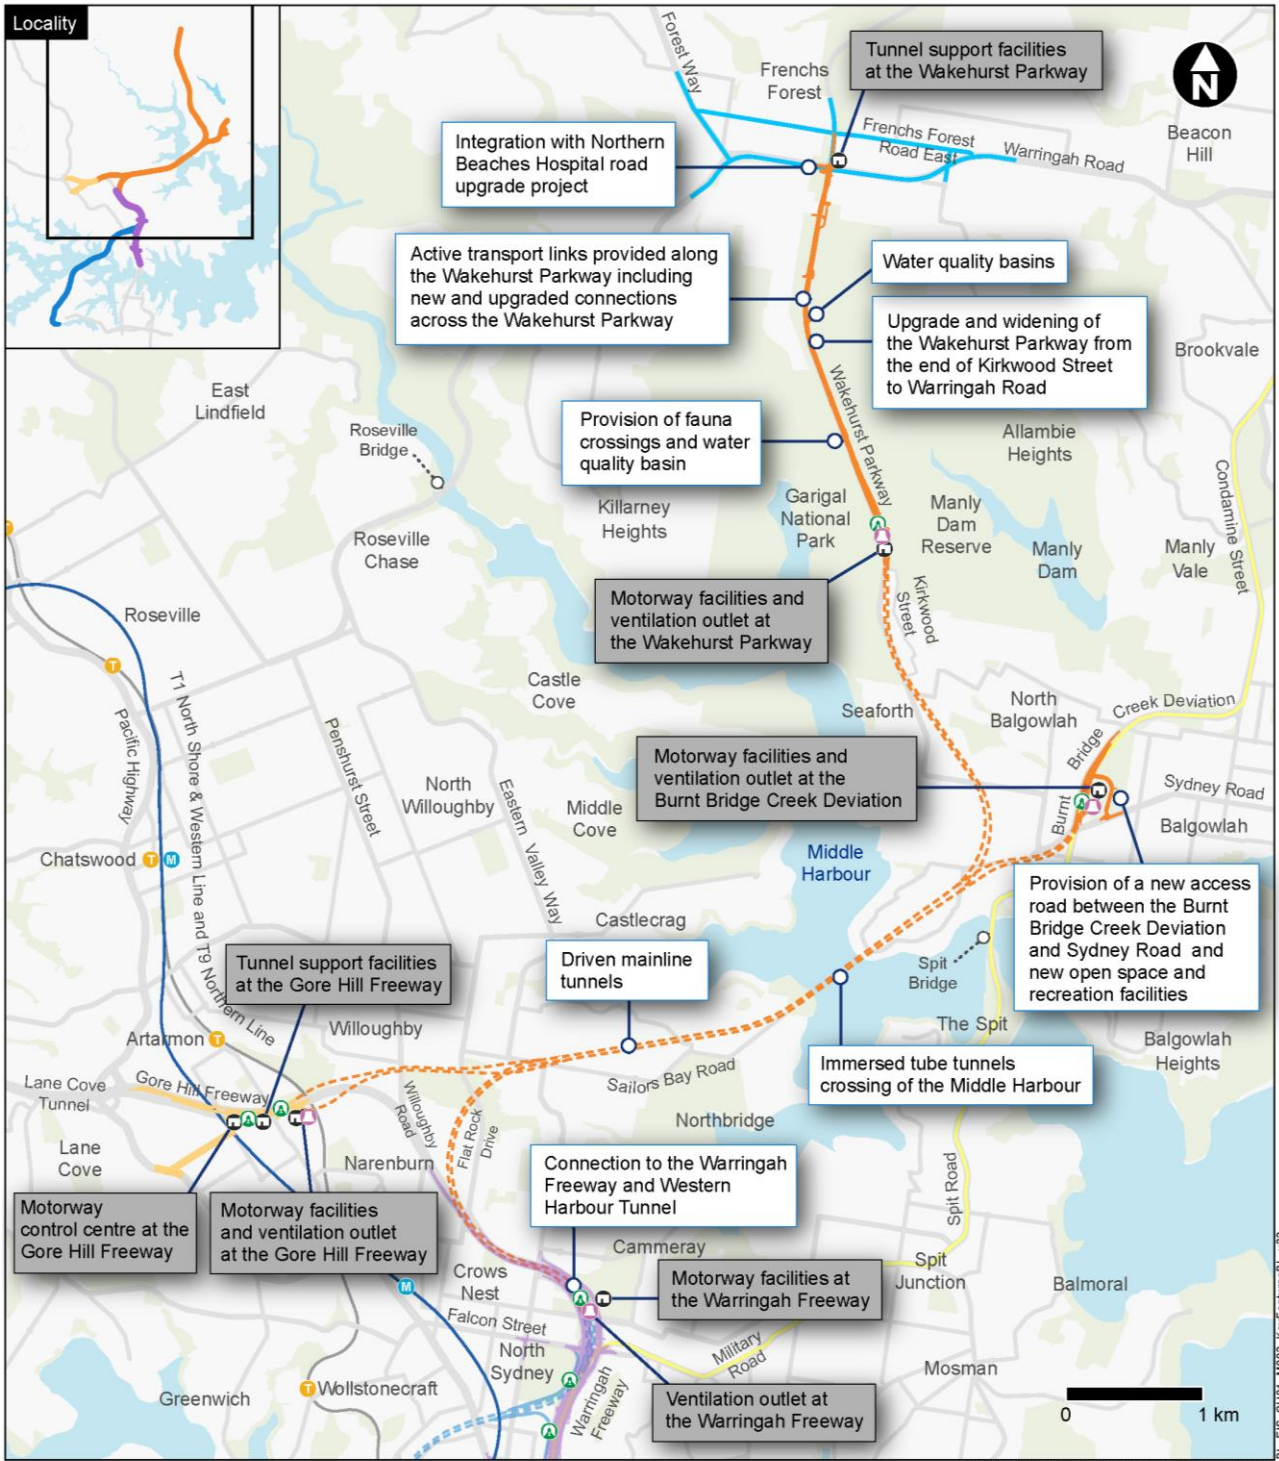 Locality
N
Forest Way
Frenchs
Forest
Tunnel support facilities
at the Wakehurst Parkway
Beacon
Hill
Frenchs Forest
Road East
Warringah Road
Integration with Northern
Beaches Hospital road
upgrade project
Active transport links provided along
the Wakehurst Parkway including
new and upgraded connections
across the Wakehurst Parkway
Water quality basins
Upgrade and widening of
the Wakehurst Parkway from
the end of Kirkwood Street
to Warringah Road
Brookvale
East
Lindfield
Roseville
Bridge
Provision of fauna
crossings and water
quality basin
Wakehurst Parkway
Allambie
Heights
Condamine Street
Killarney
Heights
Garigal
National
Park
Manly
Dam
Reserve
Manly
Dam
Manly
Vale
Roseville
Chase
T
Motorway facilities and
ventilation outlet at
the Wakehurst Parkway
Kirkwood
Street
Roseville
T
Castle
Cove
Seaforth
North
Balgowlah
Burnt
Bridge
Creek Deviation
T1 North Shore & Western Line and T9 Northern Line
Pacific Highway
Penshurst Street
North
Willoughby
Eastern Valley Way
Middle
Cove
Motorway facilities and
ventilation outlet at the
Burnt Bridge Creek Deviation
Sydney Road
Balgowlah
Chatswood
T
M
Middle
Harbour
Provision of a new access
road between the Burnt
Bridge Creek Deviation
and Sydney Road and
new open space and
recreation facilities
Castlecrag
Driven mainline
tunnels
Spit
Bridge
Tunnel support facilities
at the Gore Hill Freeway
Willoughby
Artarmon
T
The Spit
Balgowlah
Heights
Immersed tube tunnels
crossing of the Middle Harbour
Sailors Bay Road
Lane Cove
Tunnel
Gore Hill Freeway
Willoughby
Road
Flat Rock
Drive
Northbridge
Lane
Cove
Narenburn
Motorway
control centre at the
Gore Hill Freeway
Motorway facilities
and ventilation outlet
at the Gore Hill Freeway
Connection to the Warringah
Freeway and Western
Harbour Tunnel
Spit Road
Cammeray
Spit
Junction
Balmoral
M
Crows
Nest
Motorway facilities at
the Warringah Freeway
Falcon Street
North
Sydney
Military
Road
Mosman
Greenwich
T
Wollstonecraft
Warringah
Freeway
Ventilation outlet at
the Warringah Freeway
0
1 km